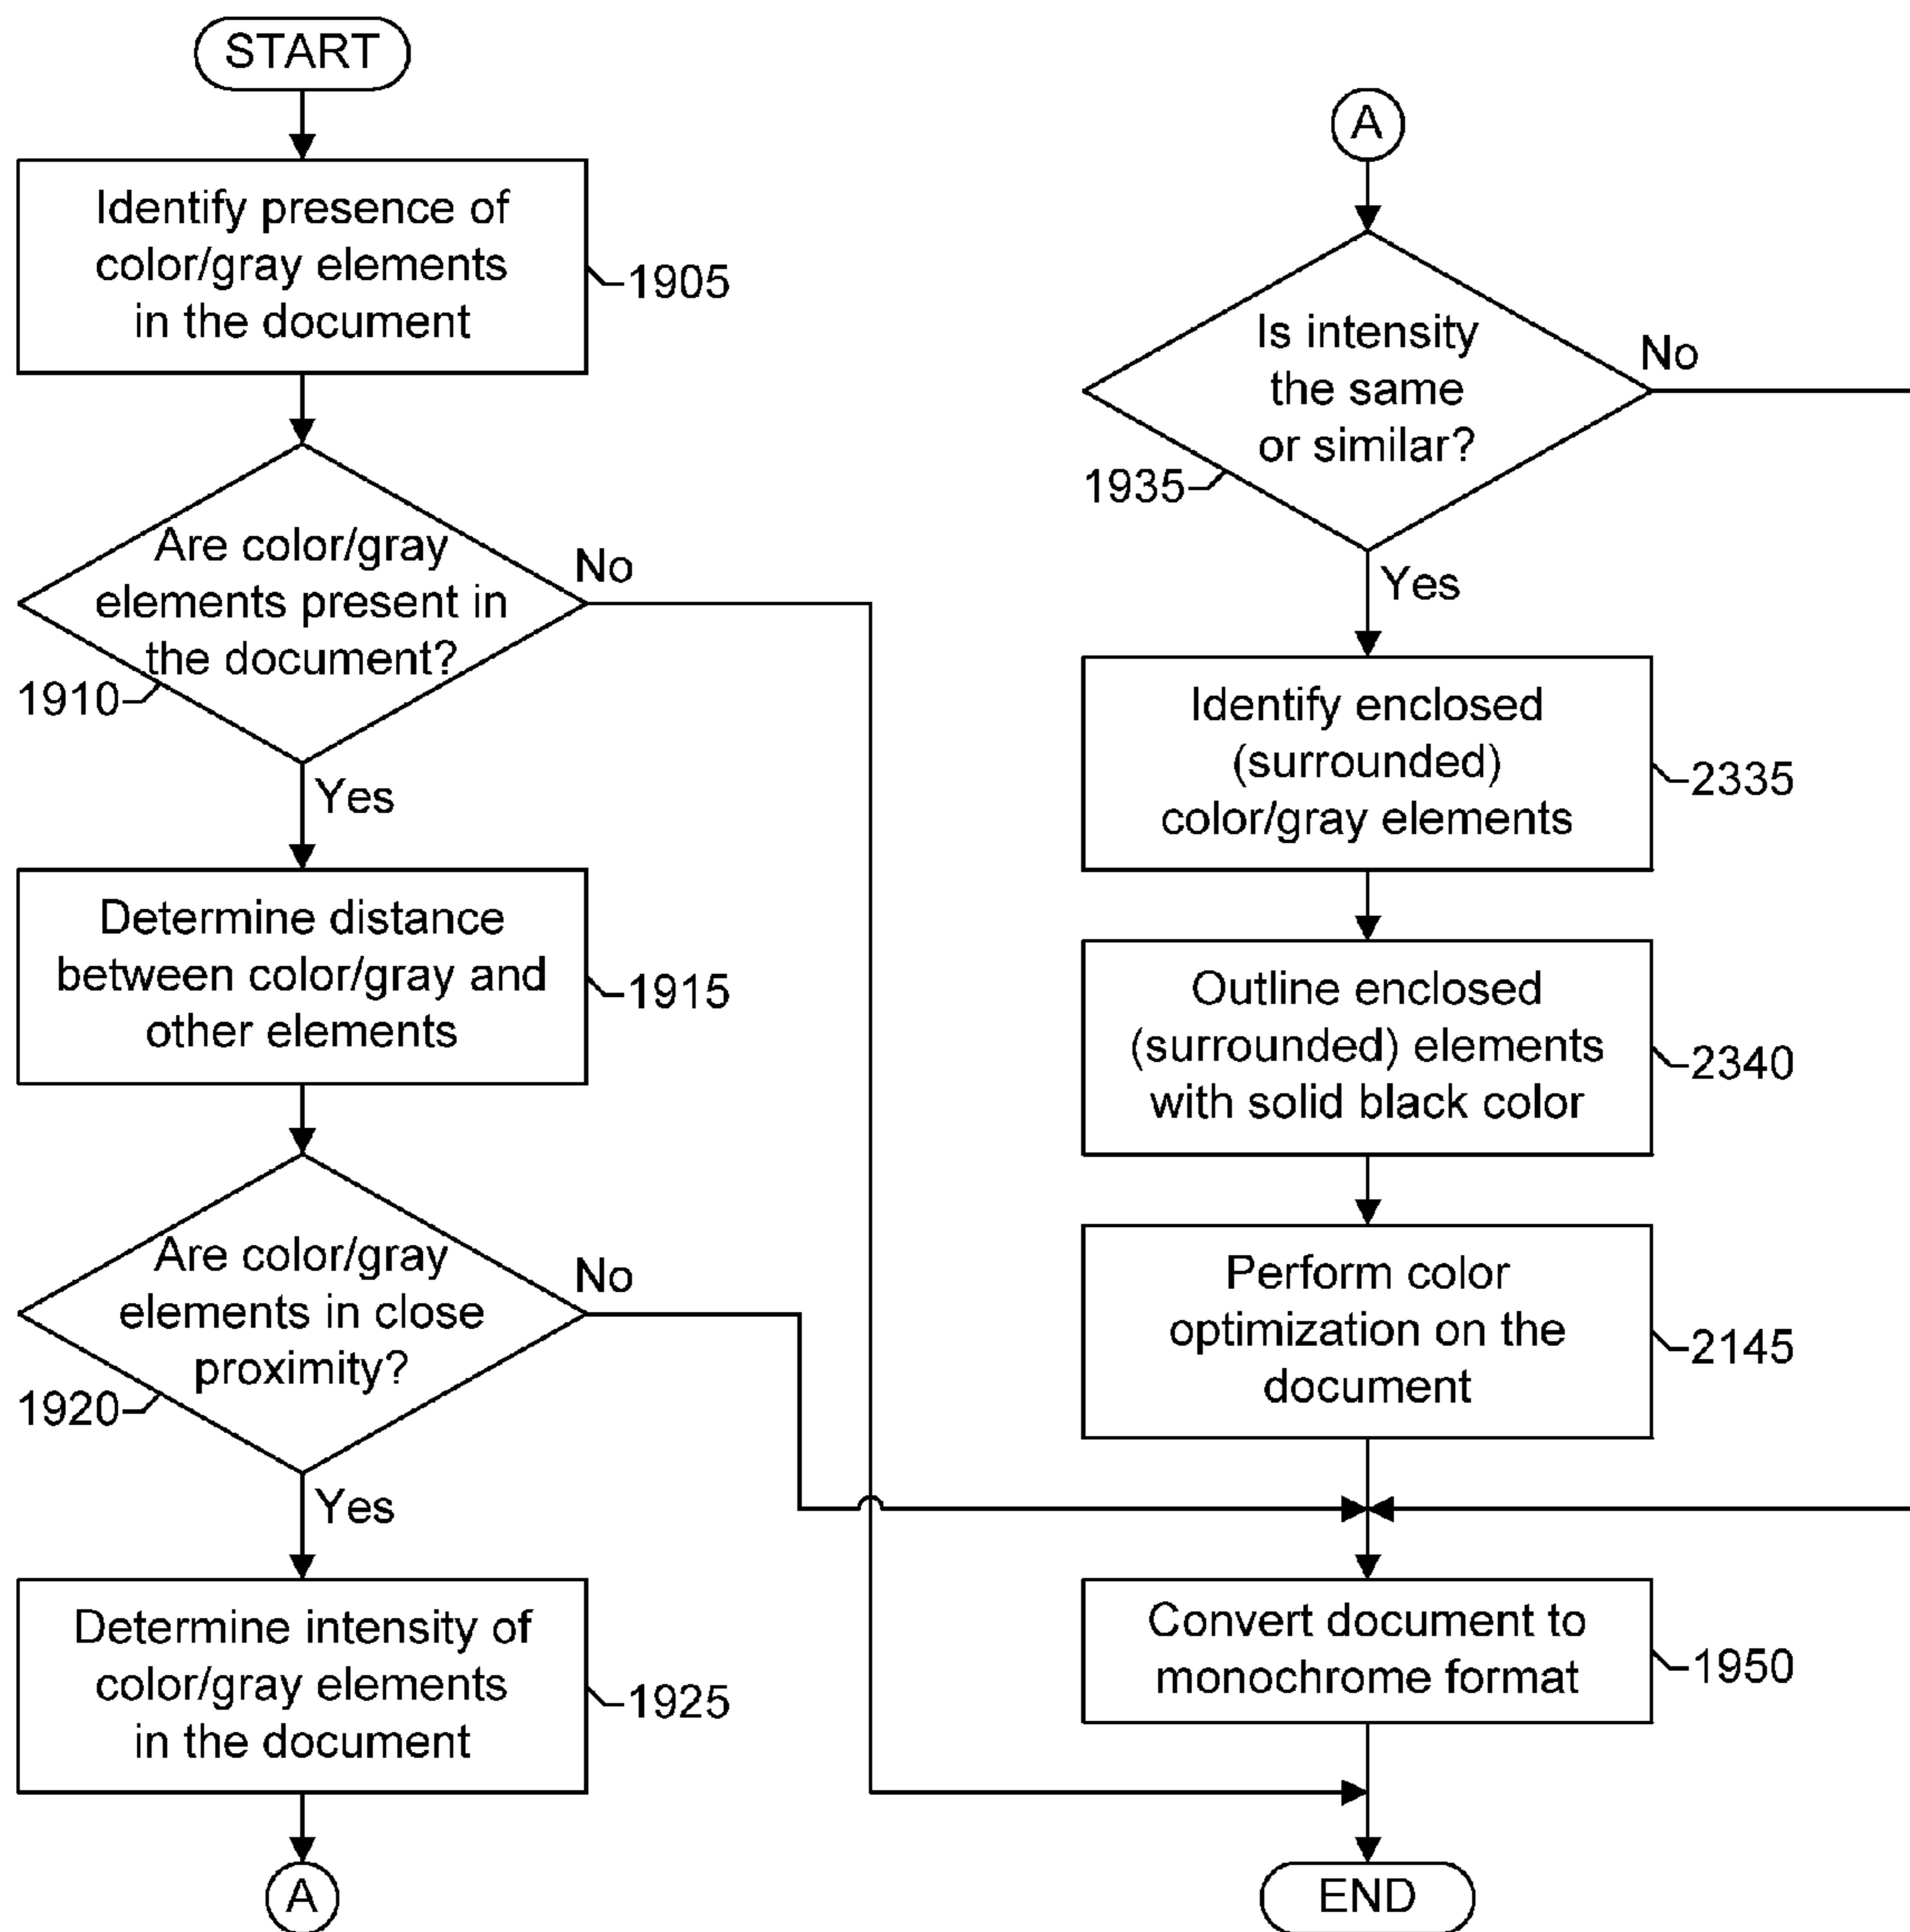 START
Identify presence of
color/gray elements
in the document
1905
Are color/gray
elements present in
the document?
No
1910
Yes
Determine distance
between color/gray and
other elements
1915
Are color/gray
elements in close
proximity?
No
1920
Yes
Determine intensity of
color/gray elements
in the document
1925
A
A
Is intensity
the same
or similar?
No
1935
Yes
Identify enclosed
(surrounded)
color/gray elements
2335
Outline enclosed
(surrounded) elements
with solid black color
2340
Perform color
optimization on the
document
2145
Convert document to
monochrome format
1950
END